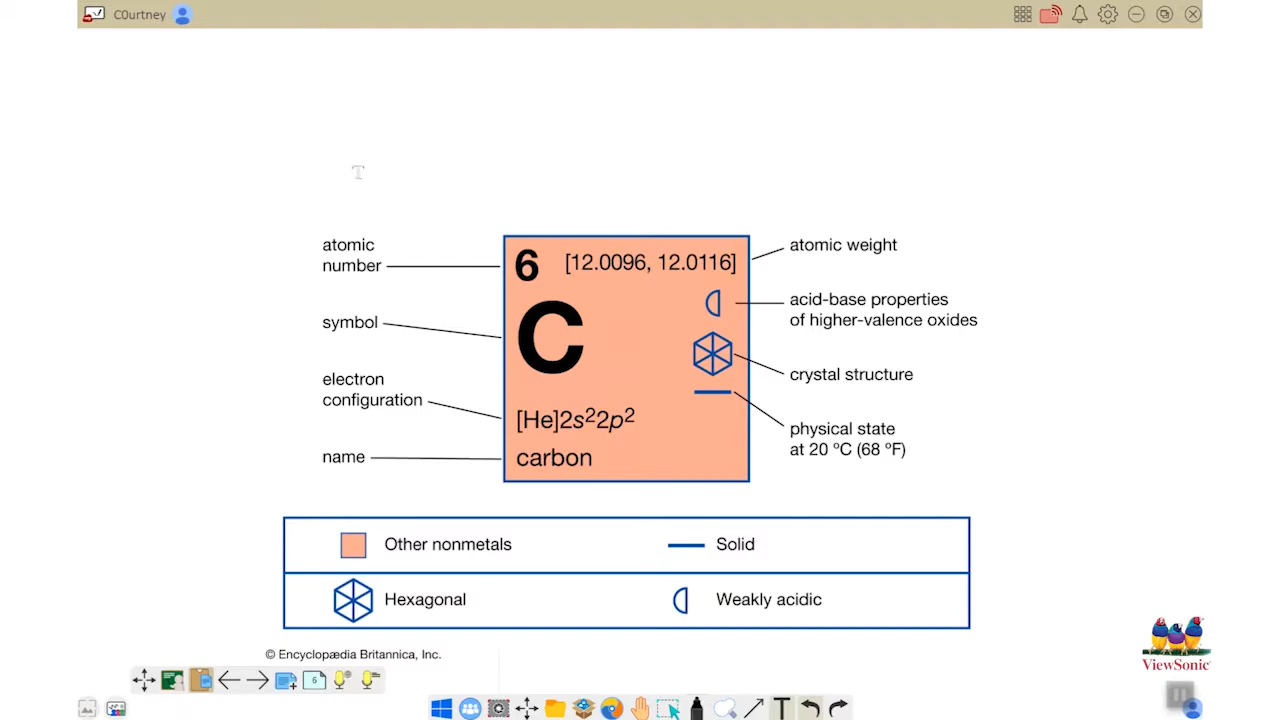 C0urtney
atomic
number
6 [12.0096, 12.0116]
atomic weight
symbol
C
acid-base properties
of higher-valence oxides
crystal structure
electron
configuration
[He]2s²2p²
physical state
at 20 °C (68 °F)
name
carbon
Other nonmetals
Solid
Hexagonal
Weakly acidic
© Encyclopædia Britannica, Inc.
ViewSonic
6
T